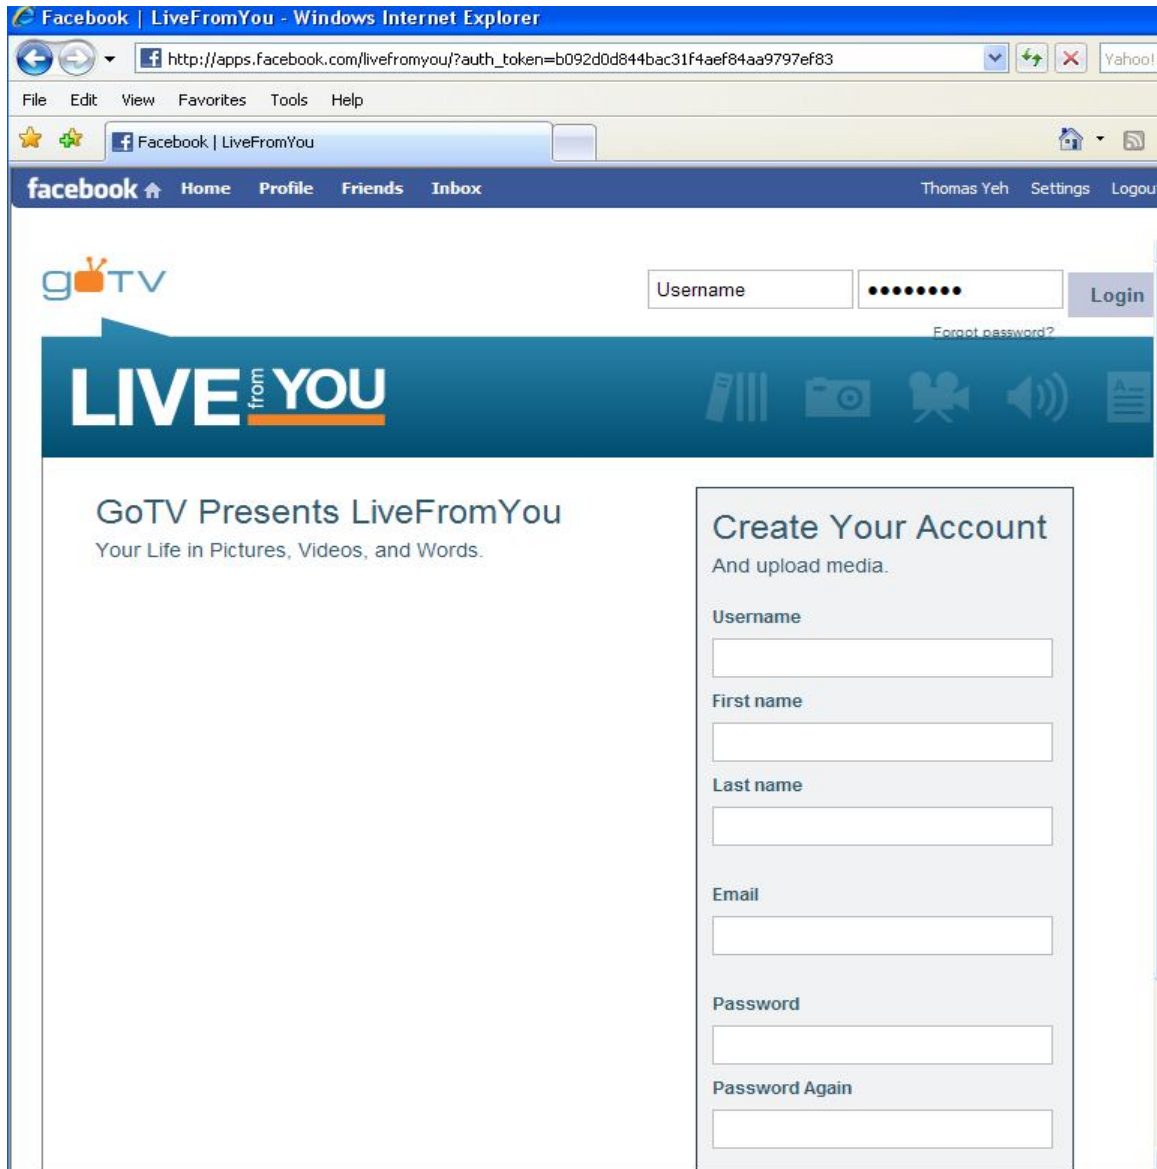 Facebook | LiveFromYou - Windows Internet Explorer
http://apps.facebook.com/livefromyou/?auth_token=b092d0d844bac31f4aef84aa9797ef83 Yahoo!
File Edit View Favorites Tools Help
Facebook | LiveFromYou
facebook Home Profile Friends Inbox Thomas Yeh Settings Logou
goTV
Username Login
Forgot password?
LIVE from YOU
GoTV Presents LiveFromYou
Your Life in Pictures, Videos, and Words.
Create Your Account
And upload media.
Username
First name
Last name
Email
Password
Password Again